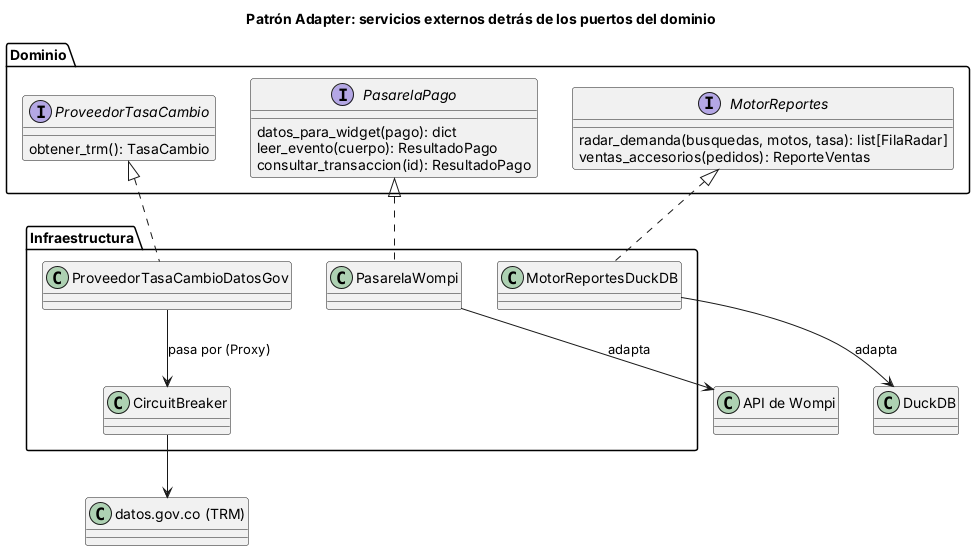 Patrón Adapter: servicios externos detrás de los puertos del dominio
Dominio
I ProveedorTasaCambio
obtener_trm(): TasaCambio
I PasarelaPago
datos_para_widget(pago): dict
leer_evento(cuerpo): ResultadoPago
consultar_transaccion(id): ResultadoPago
I MotorReportes
radar_demanda(busquedas, motos, tasa): list[FilaRadar]
ventas_accesorios(pedidos): ReporteVentas
Infraestructura
C ProveedorTasaCambioDatosGov
C PasarelaWompi
C MotorReportesDuckDB
pasa por (Proxy)
adapta
adapta
C CircuitBreaker
C API de Wompi
C DuckDB
C datos.gov.co (TRM)